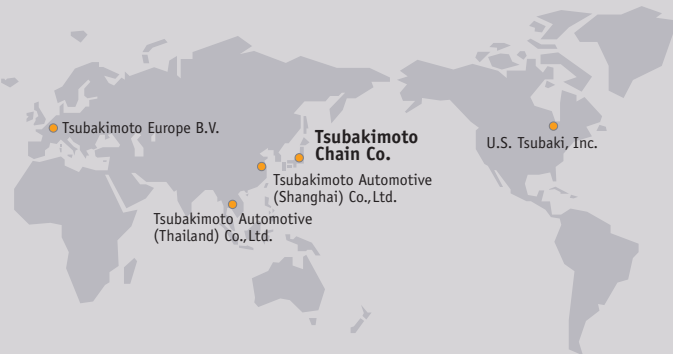 Tsubakimoto Europe B.V.
Tsubakimoto
Chain Co.
U.S. Tsubaki, Inc.
Tsubakimoto Automotive
(Shanghai) Co.,Ltd.
Tsubakimoto Automotive
(Thailand) Co.,Ltd.